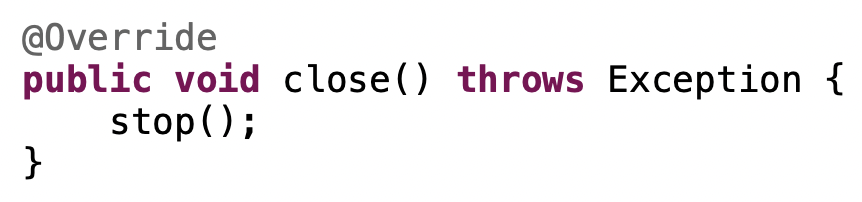 @Override
public void close() throws Exception {
    stop();
}